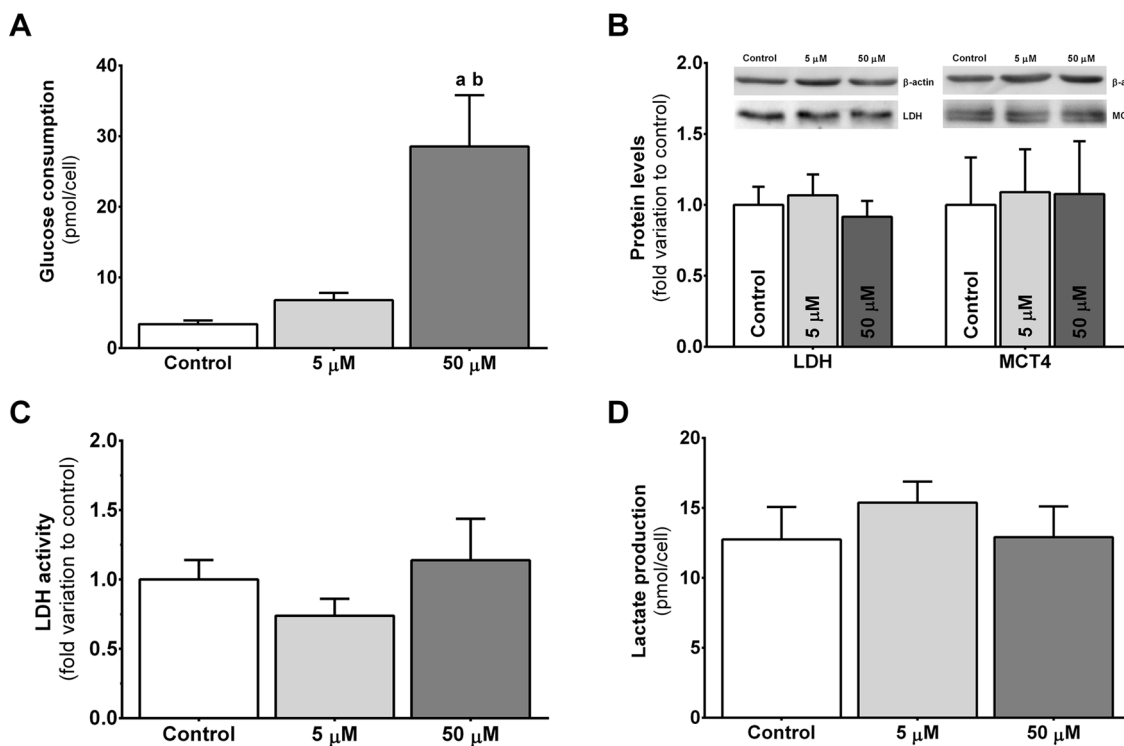 A
Glucose consumption
(pmol/cell)
40
30
20
10
0
a b
Control 5 μM 50 μM
B
Protein levels
(fold variation to control)
2.0
1.5
1.0
0.5
0.0
Control 5 μM 50 μM
β-actin
LDH
Control 5 μM 50 μM
β-a
MC
Control 5 μM 50 μM
Control 5 μM 50 μM
LDH MCT4
C
LDH activity
(fold variation to control)
2.0
1.5
1.0
0.5
0.0
Control 5 μM 50 μM
D
Lactate production
(pmol/cell)
20
15
10
5
0
Control 5 μM 50 μM